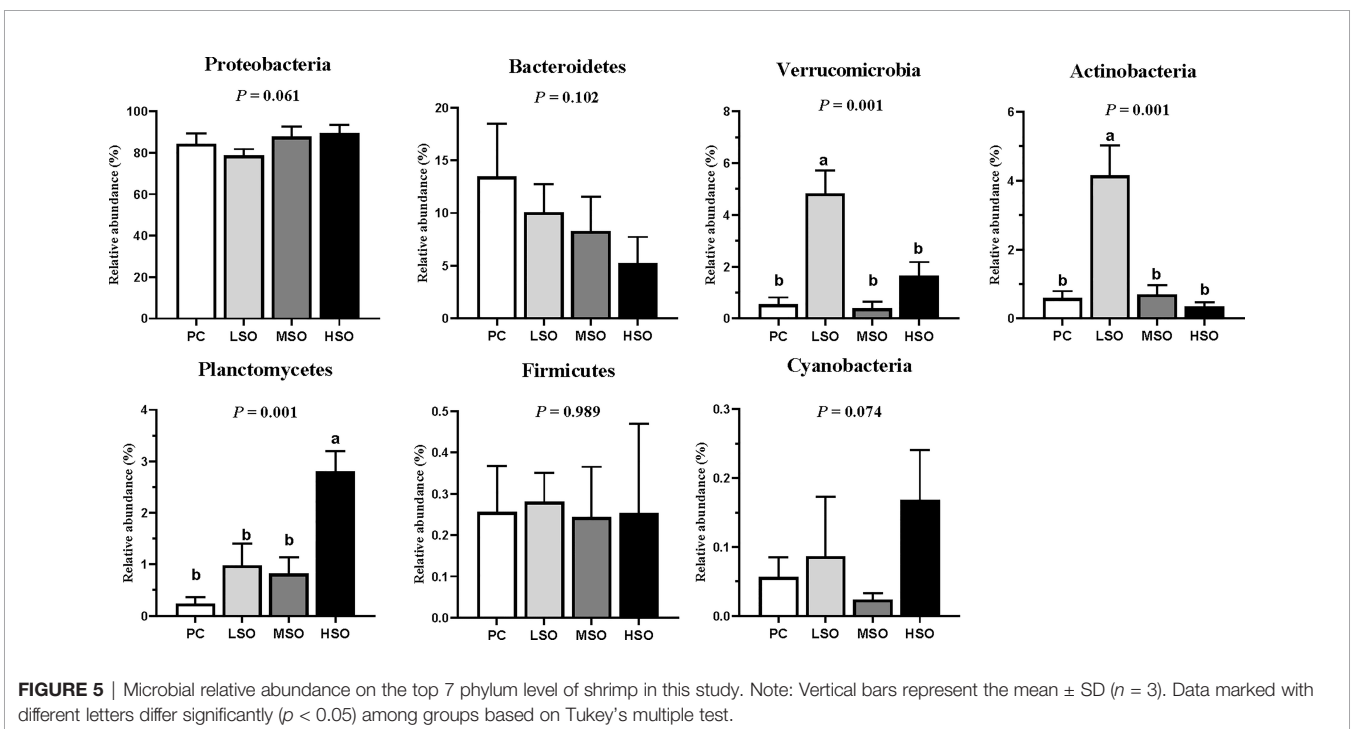 Proteobacteria
P = 0.061
Relative abundance (%)
100
80
60
40
20
0
PC LSO MSO HSO
Bacteroidetes
P = 0.102
Relative abundance (%)
20
15
10
5
0
PC LSO MSO HSO
Verrucomicrobia
P = 0.001
Relative abundance (%)
8
6
4
2
0
b a b b
PC LSO MSO HSO
Actinobacteria
P = 0.001
Relative abundance (%)
6
4
2
0
b a b b
PC LSO MSO HSO
Planctomycetes
P = 0.001
Relative abundance (%)
4
3
2
1
0
b b b a
PC LSO MSO HSO
Firmicutes
P = 0.989
Relative abundance (%)
0.5
0.4
0.3
0.2
0.1
0.0
PC LSO MSO HSO
Cyanobacteria
P = 0.074
Relative abundance (%)
0.3
0.2
0.1
0.0
PC LSO MSO HSO
FIGURE 5 | Microbial relative abundance on the top 7 phylum level of shrimp in this study. Note: Vertical bars represent the mean ± SD (n = 3). Data marked with
different letters differ significantly (p < 0.05) among groups based on Tukey's multiple test.